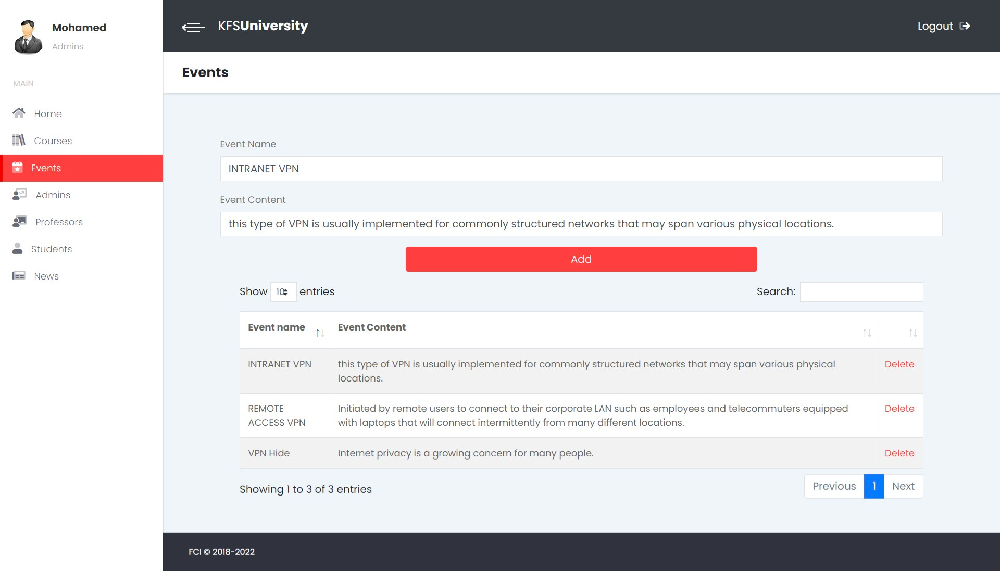 Mohamed
Admins
MAIN
Home
Courses
Events
Admins
Professors
Students
News
KFSUniversity
Logout
Events
Event Name
INTRANET VPN
Event Content
this type of VPN is usually implemented for commonly structured networks that may span various physical locations.
Add
Show 10 entries
Search:
Event name
Event Content
INTRANET VPN
this type of VPN is usually implemented for commonly structured networks that may span various physical
locations.
Delete
REMOTE
ACCESS VPN
Initiated by remote users to connect to their corporate LAN such as employees and telecommuters equipped
with laptops that will connect intermittently from many different locations.
Delete
VPN Hide
Internet privacy is a growing concern for many people.
Delete
Showing 1 to 3 of 3 entries
Previous 1 Next
FCI © 2018-2022